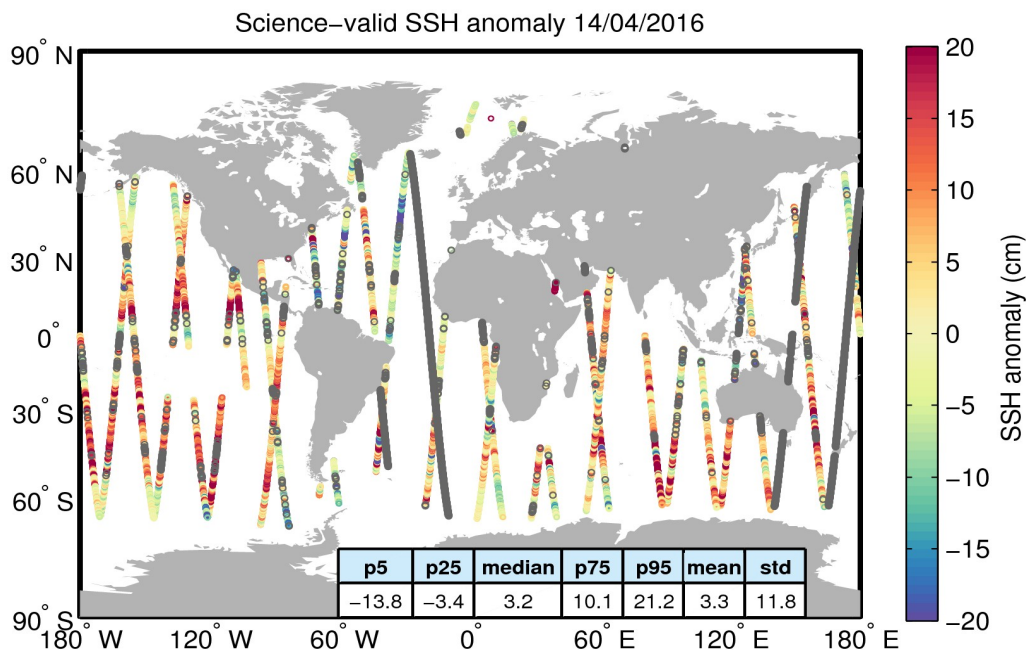 Science−valid SSH anomaly 14/04/2016
90° N
60° N
30° N
0°
30° S
60° S
90° S
180° W
120° W
60° W
0°
60° E
120° E
180° E
p5 p25 median p75 p95 mean std
−13.8 −3.4 3.2 10.1 21.2 3.3 11.8
20
15
10
5
0
−5
−10
−15
−20
SSH anomaly (cm)